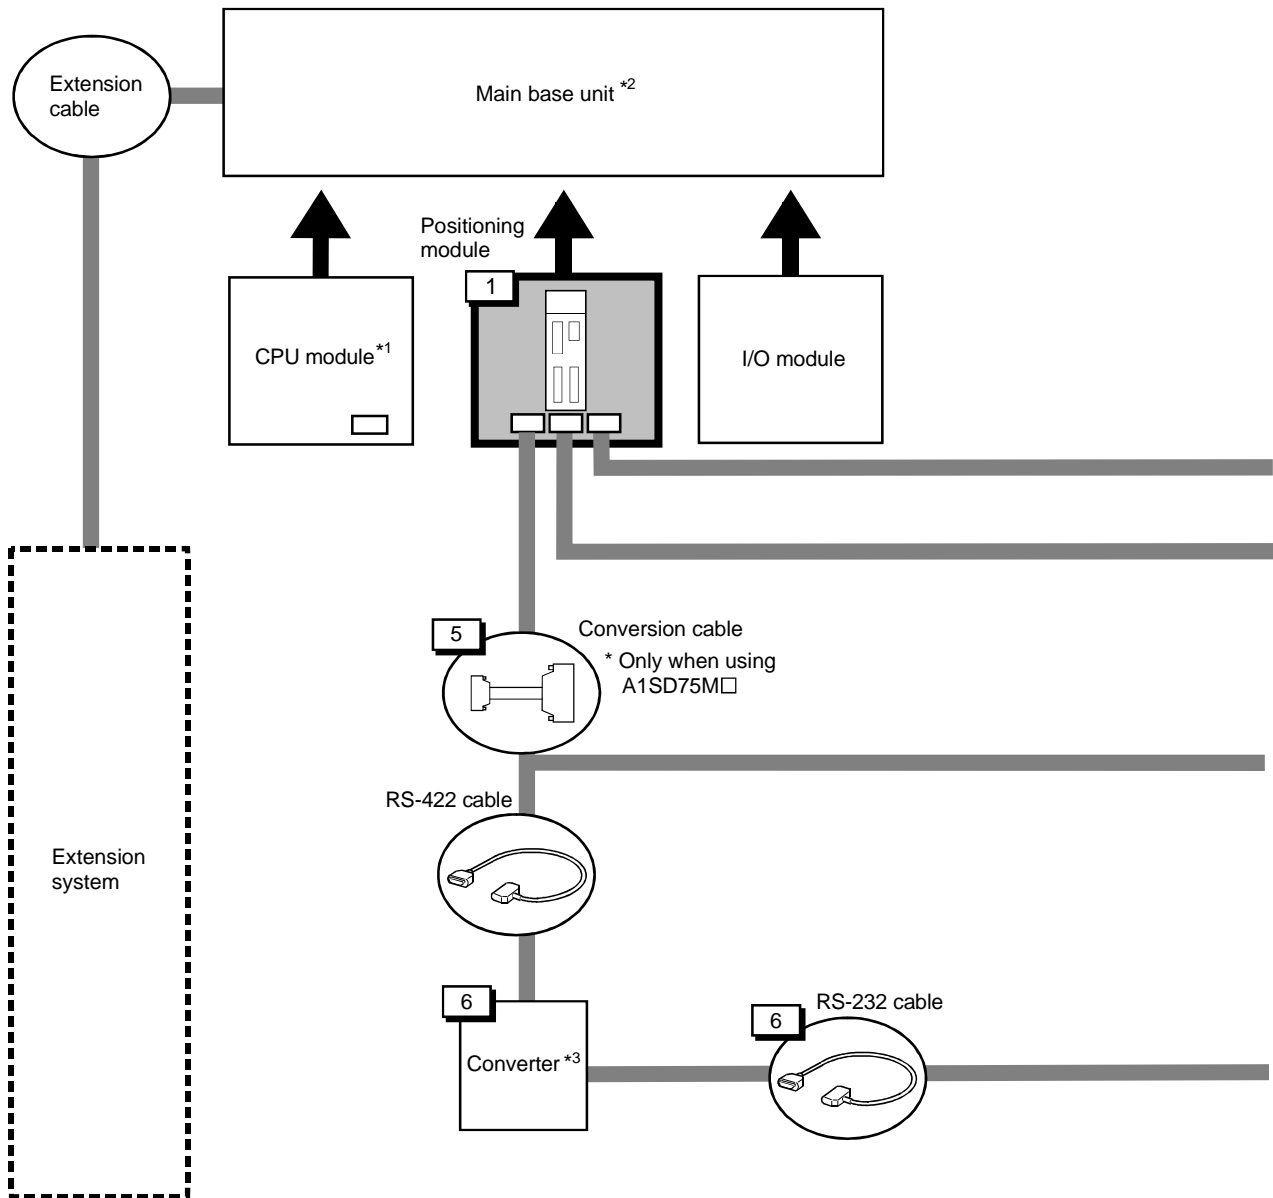 Extension
cable
Main base unit *2
Positioning
module
1
CPU module*1
I/O module
5
Conversion cable
* Only when using
A1SD75M□
RS-422 cable
Extension
system
6
Converter *3
6
RS-232 cable